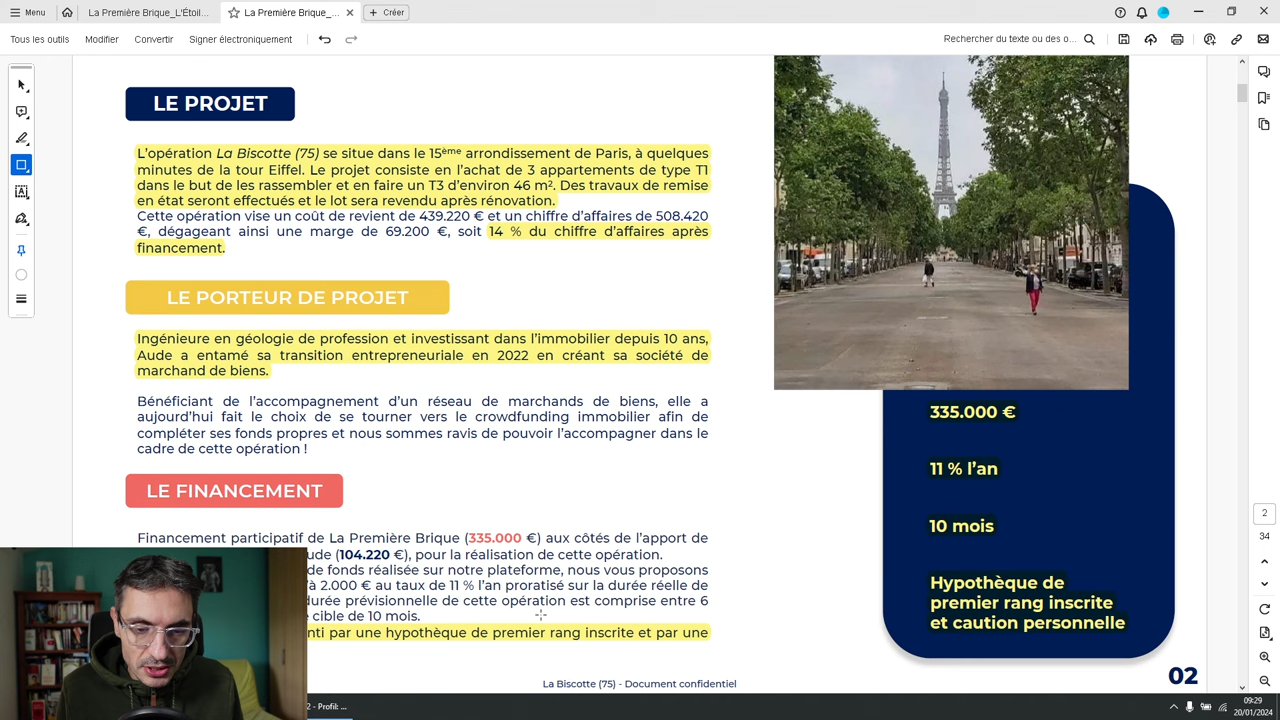 Menu
La Première Brique_L'Étoil...
La Première Brique_...
Créer
Tous les outils
Modifier
Convertir
Signer électroniquement
Rechercher du texte ou des o...
LE PROJET
L'opération La Biscotte (75) se situe dans le 15ème arrondissement de Paris, à quelques
minutes de la tour Eiffel. Le projet consiste en l'achat de 3 appartements de type T1
dans le but de les rassembler et en faire un T3 d'environ 46 m². Des travaux de remise
en état seront effectués et le lot sera revendu après rénovation.
Cette opération vise un coût de revient de 439.220 € et un chiffre d'affaires de 508.420
€, dégageant ainsi une marge de 69.200 €, soit 14 % du chiffre d'affaires après
financement.
LE PORTEUR DE PROJET
Ingénieure en géologie de profession et investissant dans l'immobilier depuis 10 ans,
Aude a entamé sa transition entrepreneuriale en 2022 en créant sa société de
marchand de biens.
Bénéficiant de l'accompagnement d'un réseau de marchands de biens, elle a
aujourd'hui fait le choix de se tourner vers le crowdfunding immobilier afin de
compléter ses fonds propres et nous sommes ravis de pouvoir l'accompagner dans le
cadre de cette opération !
LE FINANCEMENT
Financement participatif de La Première Brique (335.000 €) aux côtés de l'apport de
ude (104.220 €), pour la réalisation de cette opération.
de fonds réalisée sur notre plateforme, nous vous proposons
'à 2.000 € au taux de 11 % l'an proratisé sur la durée réelle de
durée prévisionnelle de cette opération est comprise entre 6
e cible de 10 mois.
nti par une hypothèque de premier rang inscrite et par une
335.000 €
11 % l'an
10 mois
Hypothèque de
premier rang inscrite
et caution personnelle
La Biscotte (75) - Document confidentiel
02
2
34
2 - Profil: ...
09:29
20/01/2024